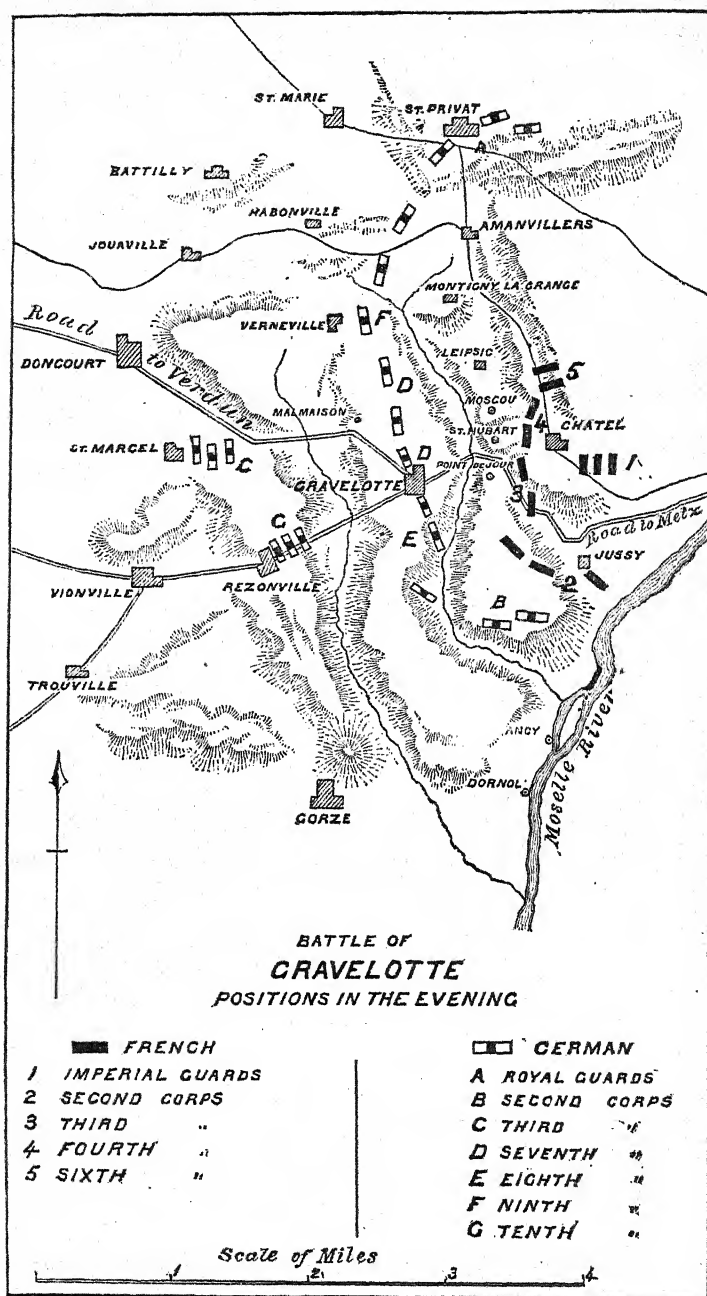 ST. MARIE
ST. PRIVAT
A
BATTILLY
HABONVILLE
AMANVILLERS
JOUAVILLE
MONTIGNY LA GRANGE
Road
to Verdun
VERNEVILLE
F
DONCOURT
LEIPSIC
5
D
MOSCOU
MALMAISON
4
ST. HUBART
CHATEL
ST. MARCEL
C
D
POINT DE JOUR
1
GRAVELOTTE
3
Road to Metz
G
E
JUSSY
VIONVILLE
REZONVILLE
2
B
TROUVILLE
ANCY
Moselle River
DORNOT
GORZE
BATTLE OF
GRAVELOTTE
POSITIONS IN THE EVENING
FRENCH
1 IMPERIAL GUARDS
2 SECOND CORPS
3 THIRD "
4 FOURTH "
5 SIXTH "
GERMAN
A ROYAL GUARDS
B SECOND CORPS
C THIRD "
D SEVENTH "
E EIGHTH "
F NINTH "
G TENTH "
Scale of Miles
1 2 3 4